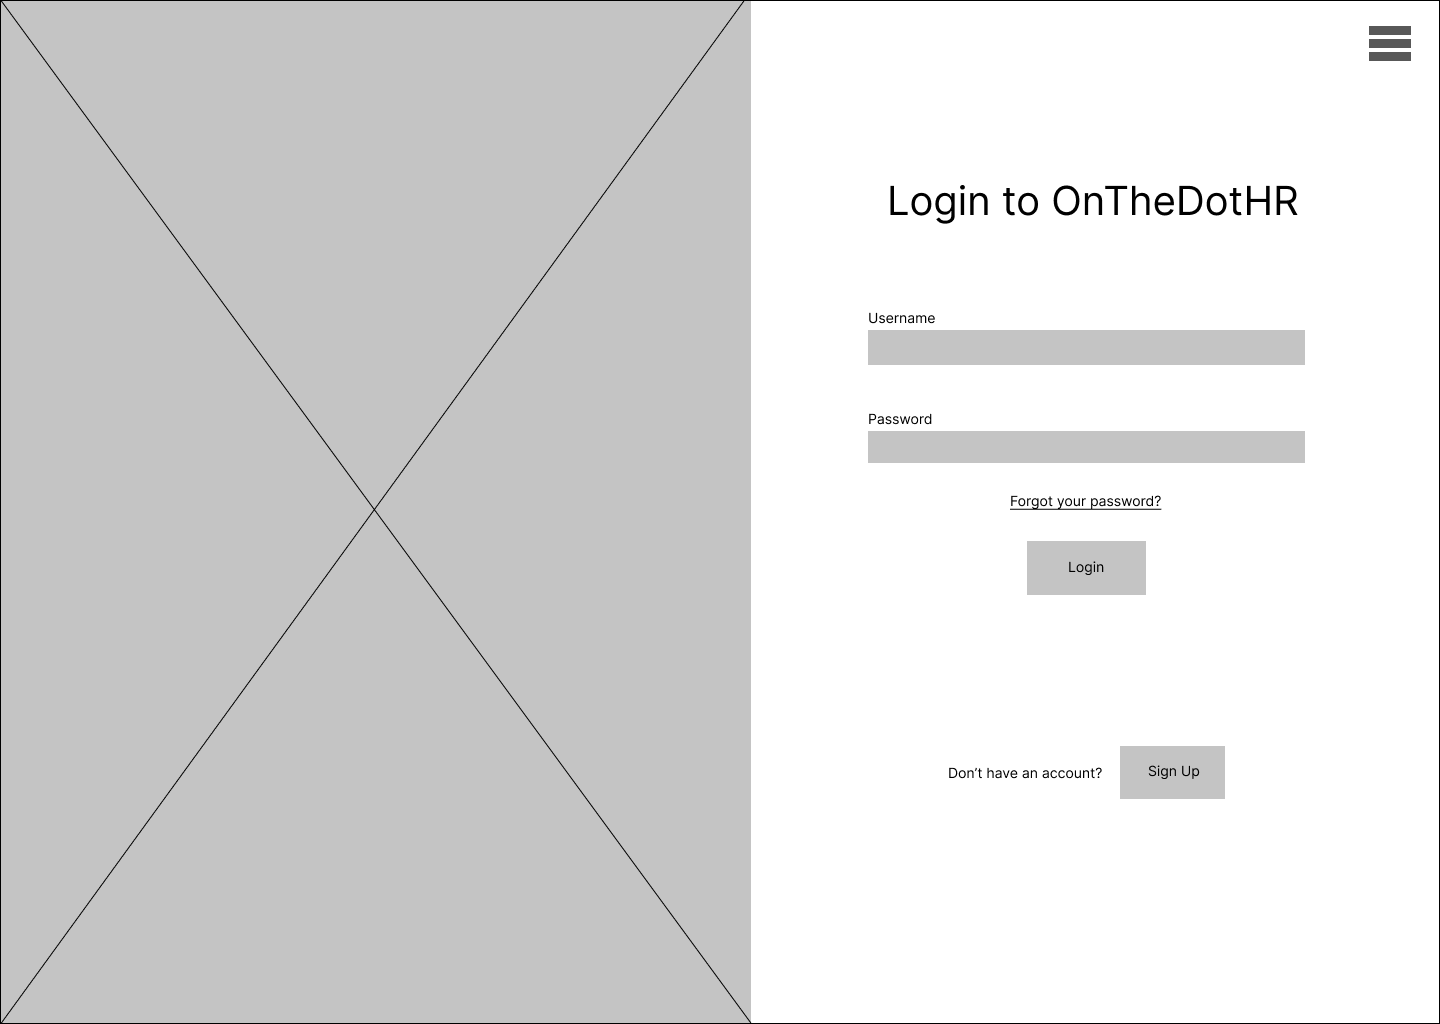 Login to OnTheDotHR
Username
Password
Forgot your password?
Login
Don’t have an account?
Sign Up